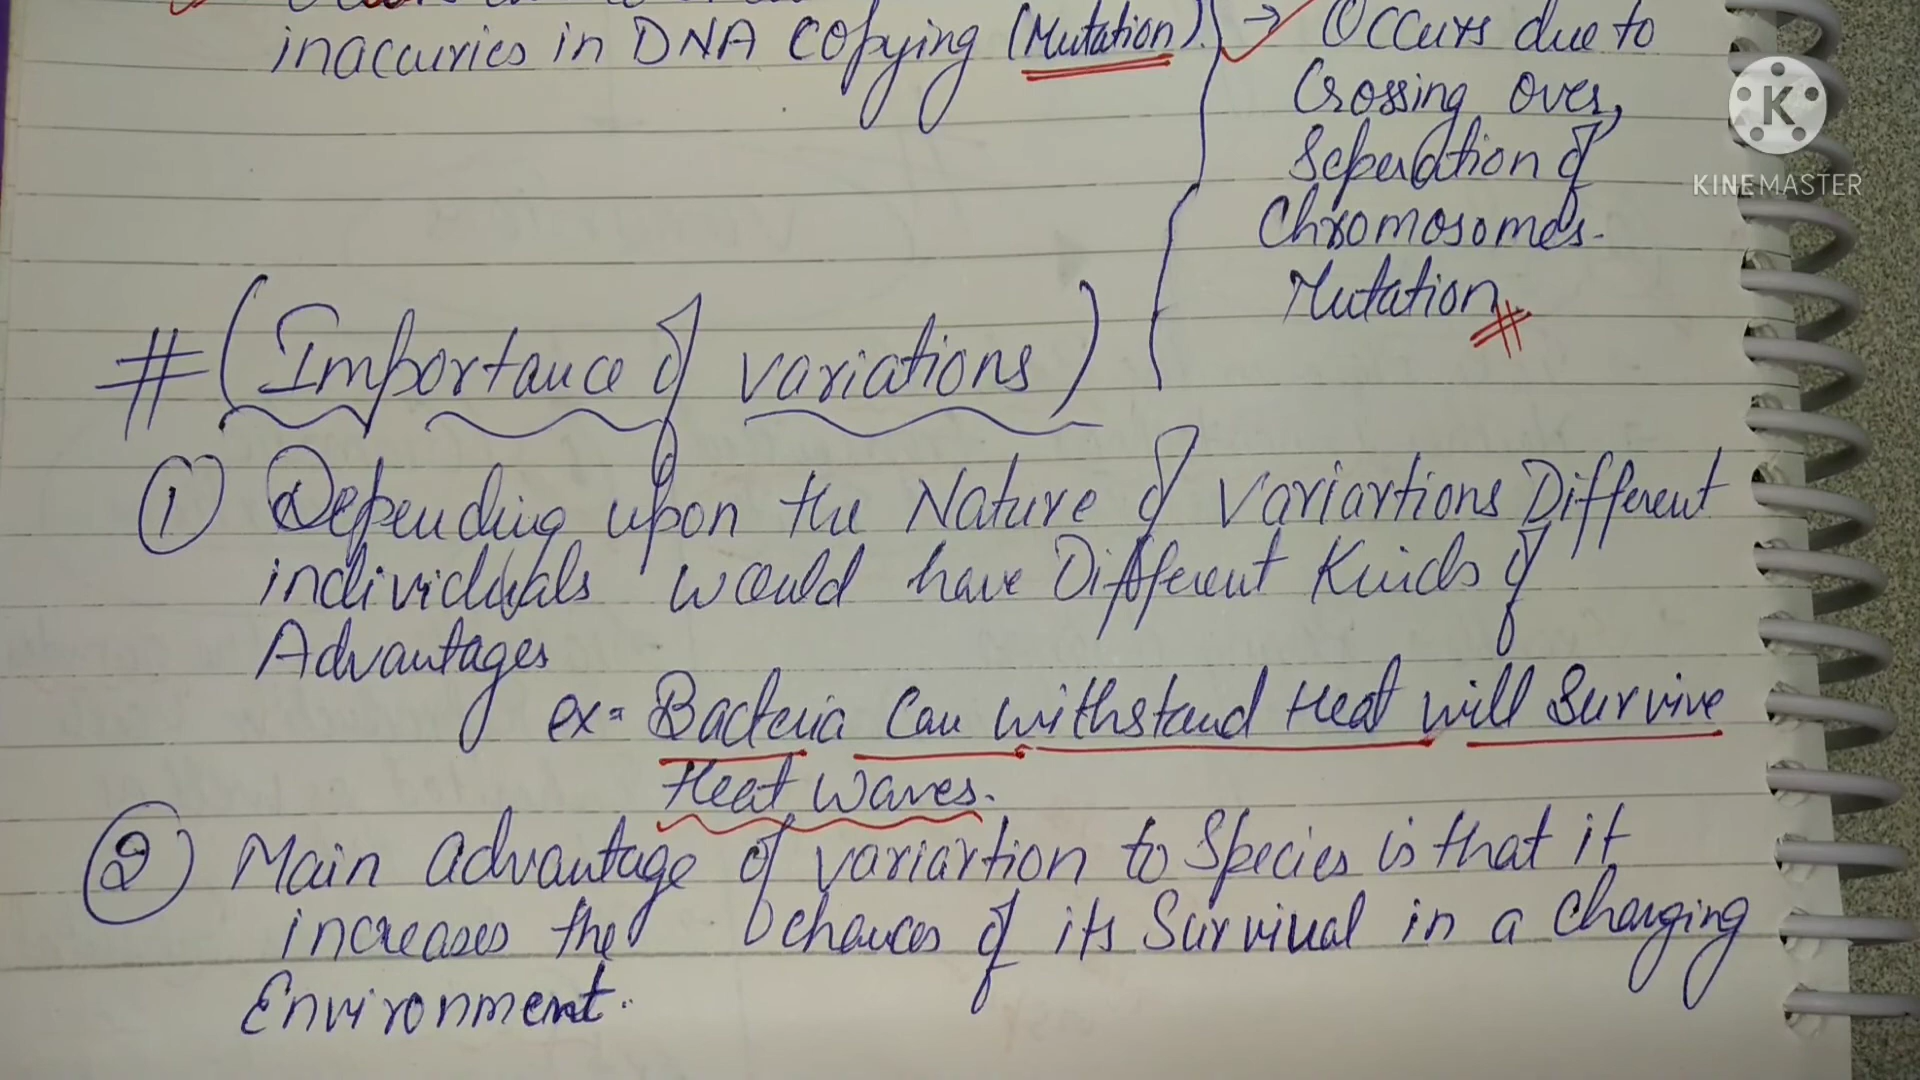 inaccuries in DNA Copying (Mutation).
→ Occurs due to
Crossing over,
Seperation of
Chromosomes.
Mutation
KINEMASTER
# (Importance of variations)
① Depending upon the Nature of Variartions Different
individuals would have Different Kinds of
Advantages
ex = Bacteria Can withstand Heat will Survive
Heat Waves.
② Main advantage of variartion to Species is that it
increases the chances of its Survival in a Changing
Environment.